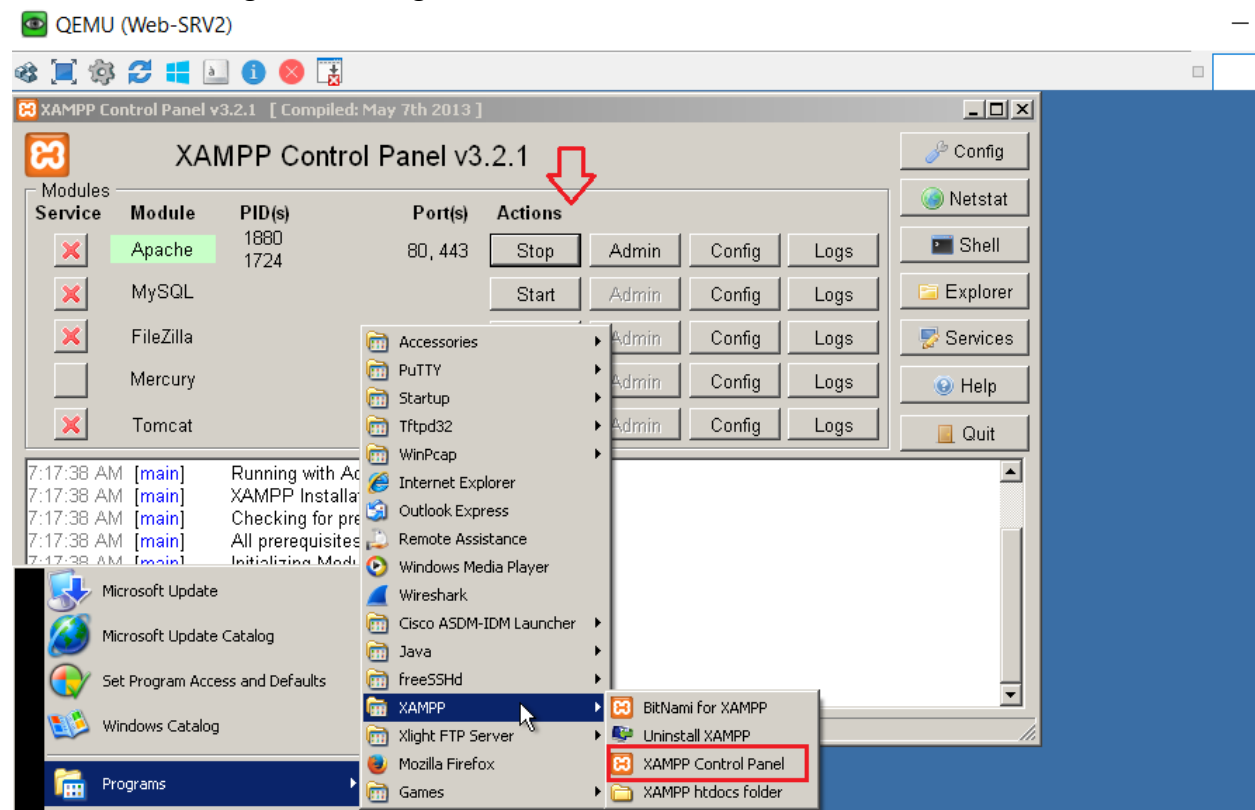 QEMU (Web-SRV2)
XAMPP Control Panel v3.2.1 [ Compiled: May 7th 2013 ]
XAMPP Control Panel v3.2.1
Config
Modules
Netstat
Service Module PID(s) Port(s) Actions
Apache 1880 1724 80, 443 Stop Admin Config Logs
Shell
MySQL Start Admin Config Logs
Explorer
FileZilla Admin Config Logs
Services
Mercury Admin Config Logs
Help
Tomcat Admin Config Logs
Quit
7:17:38 AM [main] Running with
7:17:38 AM [main] XAMPP
7:17:38 AM [main] Checking for
7:17:38 AM [main] All prerequisites
7:17:38 AM [main] Initializing
Accessories
PuTTY
Startup
Tftpd32
WinPcap
Internet Explorer
Outlook Express
Remote Assistance
Windows Media Player
Wireshark
Cisco ASDM-IDM Launcher
Java
freeSSHd
XAMPP
Xlight FTP Server
Mozilla Firefox
Games
Microsoft Update
Microsoft Update Catalog
Set Program Access and Defaults
Windows Catalog
Programs
BitNami for XAMPP
Uninstall XAMPP
XAMPP Control Panel
XAMPP htdocs folder